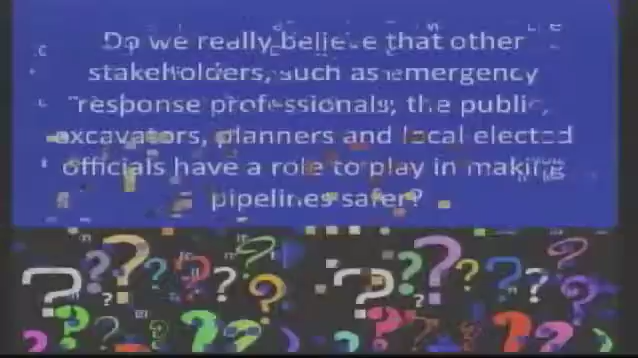 Do we really believe that other
stakeholders, such as emergency
response professionals, the public,
excavators, planners and local elected
officials have a role to play in making
pipelines safer?